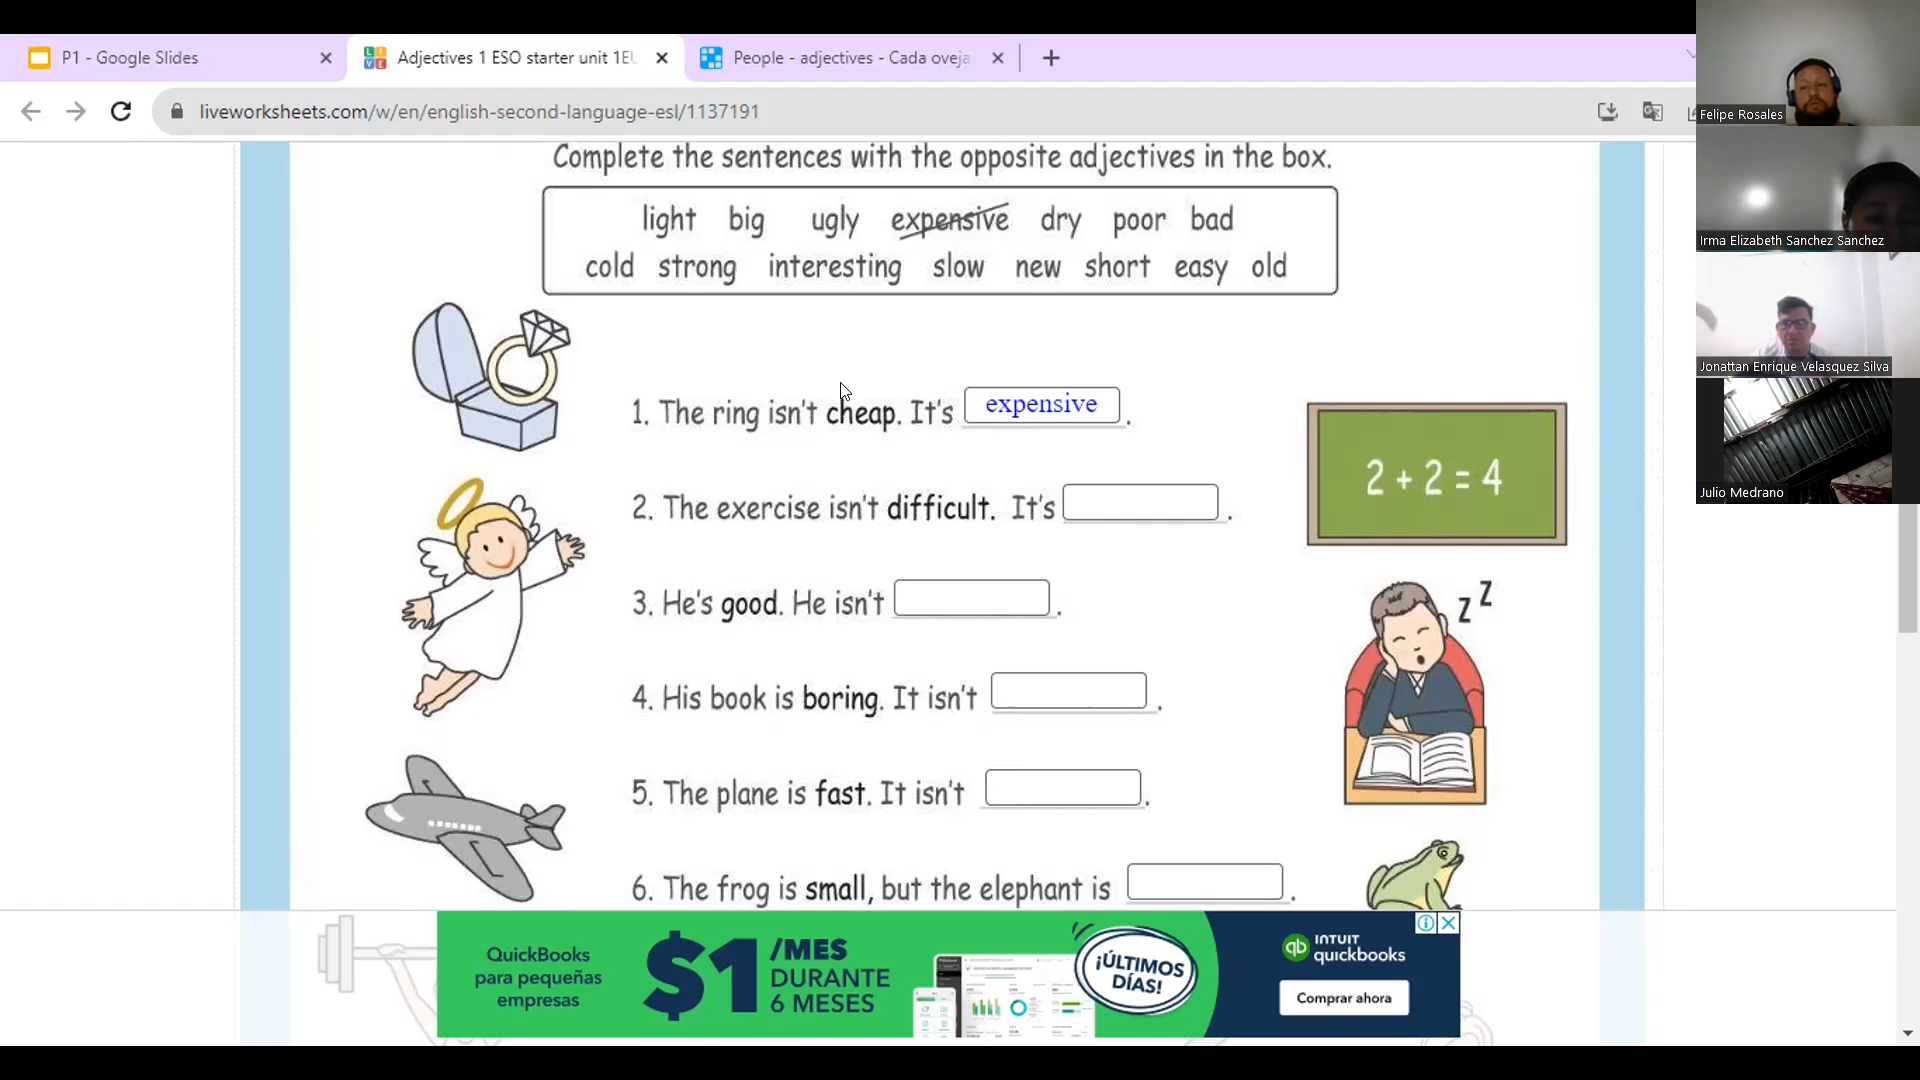 P1 - Google Slides
Adjectives 1 ESO starter unit 1EU
People - adjectives - Cada oveja
liveworksheets.com/w/en/english-second-language-esl/1137191
Complete the sentences with the opposite adjectives in the box.
light big ugly expensive dry poor bad
cold strong interesting slow new short easy old
1. The ring isn't cheap. It's expensive.
2. The exercise isn't difficult. It's .
3. He's good. He isn't .
4. His book is boring. It isn't .
5. The plane is fast. It isn't .
6. The frog is small, but the elephant is .
2 + 2 = 4
z z
QuickBooks
para pequeñas
empresas
$1 /MES
DURANTE
6 MESES
¡ÚLTIMOS
DÍAS!
qb INTUIT
quickbooks
Comprar ahora
Felipe Rosales
Irma Elizabeth Sanchez Sanchez
Jonattan Enrique Velasquez Silva
Julio Medrano